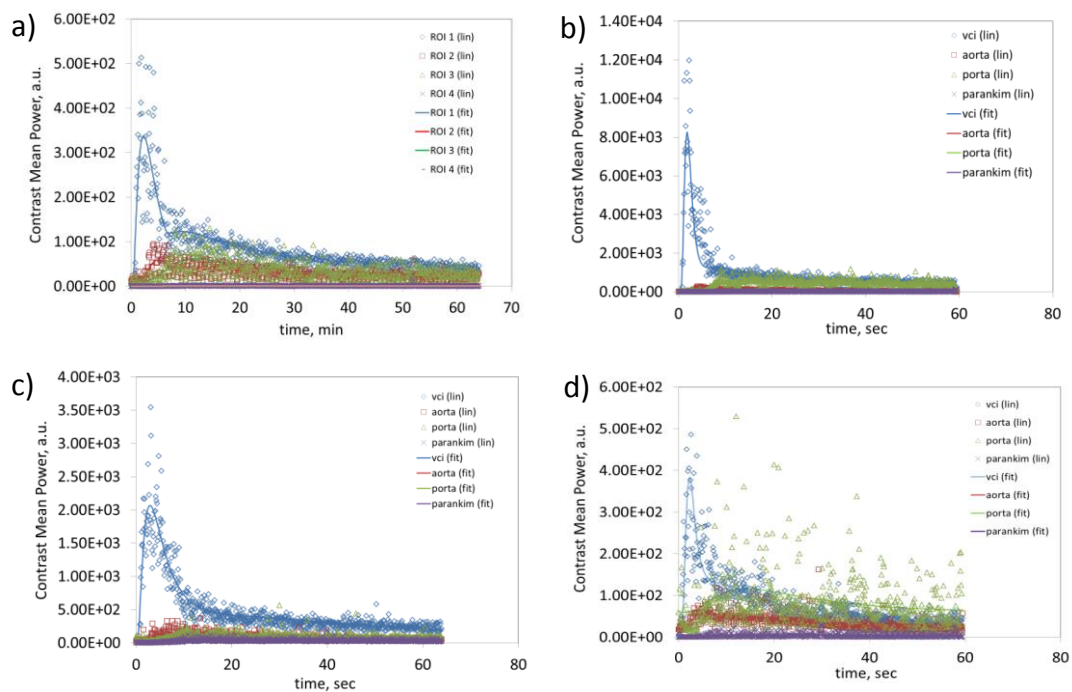 a)
Contrast Mean Power, a.u.
6.00E+02
5.00E+02
4.00E+02
3.00E+02
2.00E+02
1.00E+02
0.00E+00
0 10 20 30 40 50 60 70
time, min
ROI 1 (lin)
ROI 2 (lin)
ROI 3 (lin)
ROI 4 (lin)
ROI 1 (fit)
ROI 2 (fit)
ROI 3 (fit)
ROI 4 (fit)
b)
Contrast Mean Power, a.u.
1.40E+04
1.20E+04
1.00E+04
8.00E+03
6.00E+03
4.00E+03
2.00E+03
0.00E+00
0 20 40 60 80
time, sec
vci (lin)
aorta (lin)
porta (lin)
parankim (lin)
vci (fit)
aorta (fit)
porta (fit)
parankim (fit)
c)
Contrast Mean Power, a.u.
4.00E+03
3.50E+03
3.00E+03
2.50E+03
2.00E+03
1.50E+03
1.00E+03
5.00E+02
0.00E+00
0 20 40 60 80
time, sec
vci (lin)
aorta (lin)
porta (lin)
parankim (lin)
vci (fit)
aorta (fit)
porta (fit)
parankim (fit)
d)
Contrast Mean Power, a.u.
6.00E+02
5.00E+02
4.00E+02
3.00E+02
2.00E+02
1.00E+02
0.00E+00
0 20 40 60 80
time, sec
vci (lin)
aorta (lin)
porta (lin)
parankim (lin)
vci (fit)
aorta (fit)
porta (fit)
parankim (fit)